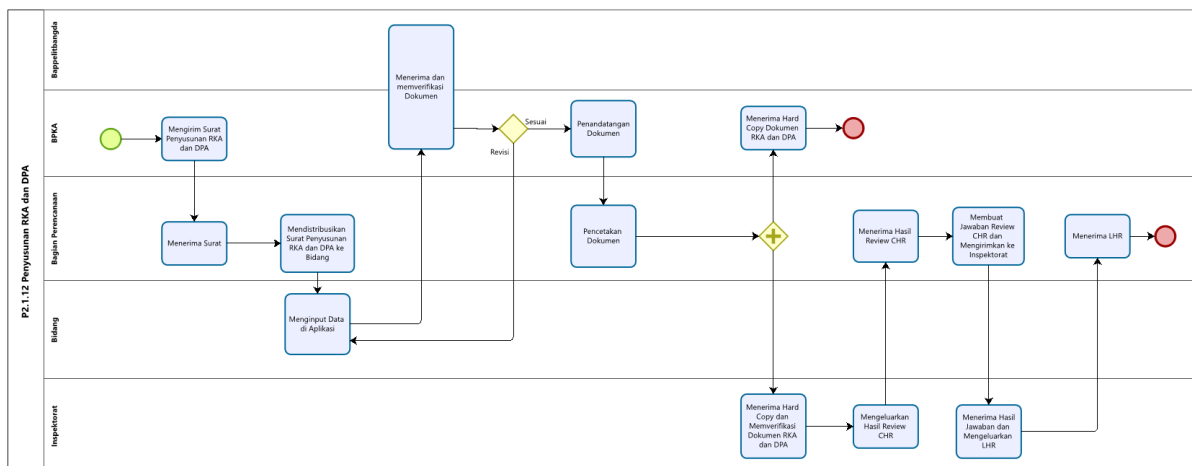 P2.1.12 Penyusunan RKA dan DPA
Bappelitbangda
Menerima dan
memverifikasi
Dokumen
BPKA
Mengirim Surat
Penyusunan RKA
dan DPA
Sesuai
Revisi
Penandatangan
Dokumen
Menerima Hard
Copy Dokumen
RKA dan DPA
Bagian Perencanaan
Menerima Surat
Mendistribusikan
Surat Penyusunan
RKA dan DPA ke
Bidang
Pencetakan
Dokumen
Menerima Hasil
Review CHR
Membuat
Jawaban Review
CHR dan
Mengirimkan ke
Inspektorat
Menerima LHR
Bidang
Menginput Data
di Aplikasi
Inspektorat
Menerima Hard
Copy dan
Memverifikasi
Dokumen RKA
dan DPA
Mengeluarkan
Hasil Review
CHR
Menerima Hasil
Jawaban dan
Mengeluarkan
LHR